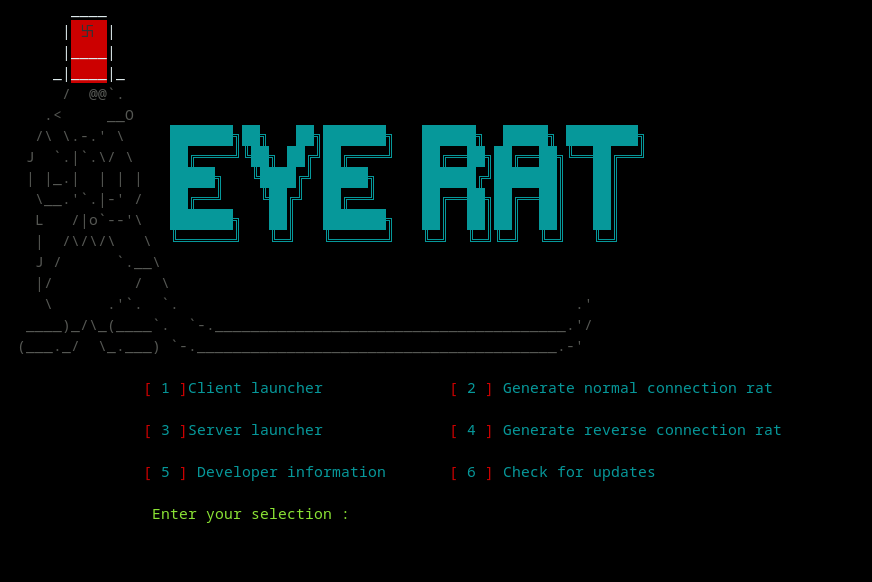 卐
EYE RAT
[ 1 ]Client launcher [ 2 ] Generate normal connection rat
[ 3 ]Server launcher [ 4 ] Generate reverse connection rat
[ 5 ] Developer information [ 6 ] Check for updates
Enter your selection :